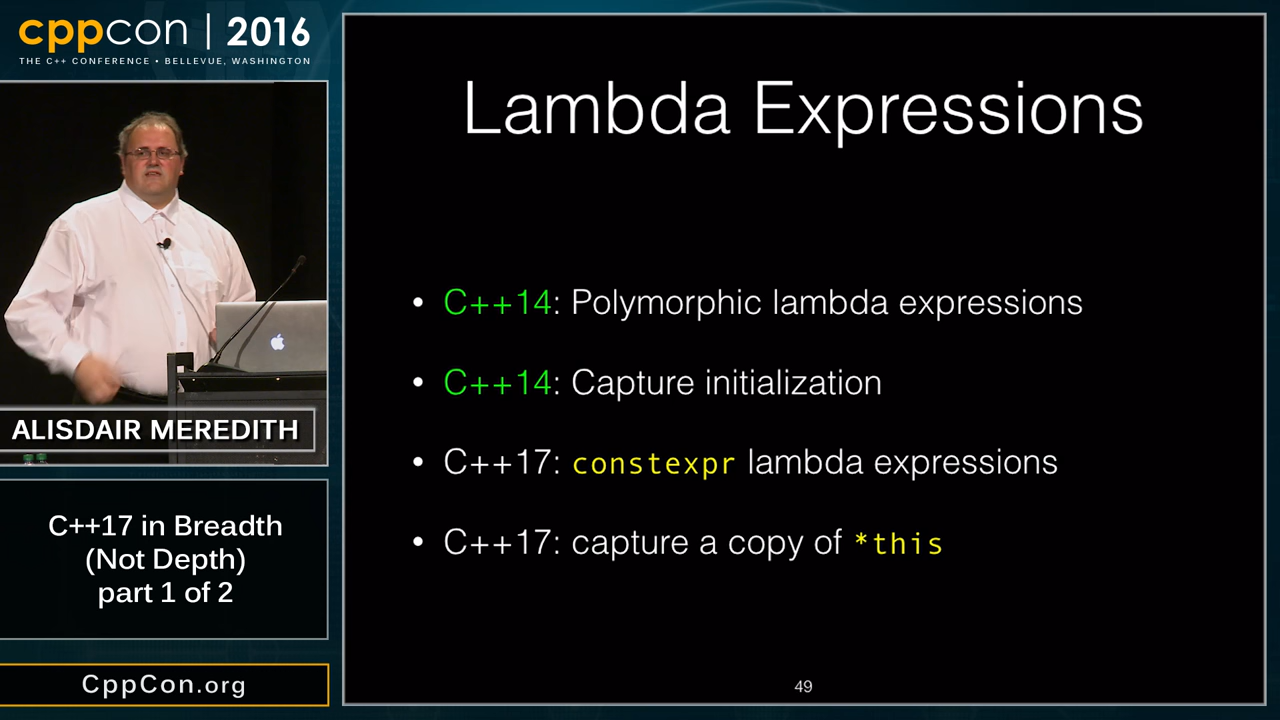 cppcon | 2016
THE C++ CONFERENCE • BELLEVUE, WASHINGTON
ALISDAIR MEREDITH
C++17 in Breadth
(Not Depth)
part 1 of 2
CppCon.org
Lambda Expressions
• C++14: Polymorphic lambda expressions
• C++14: Capture initialization
• C++17: constexpr lambda expressions
• C++17: capture a copy of *this
49